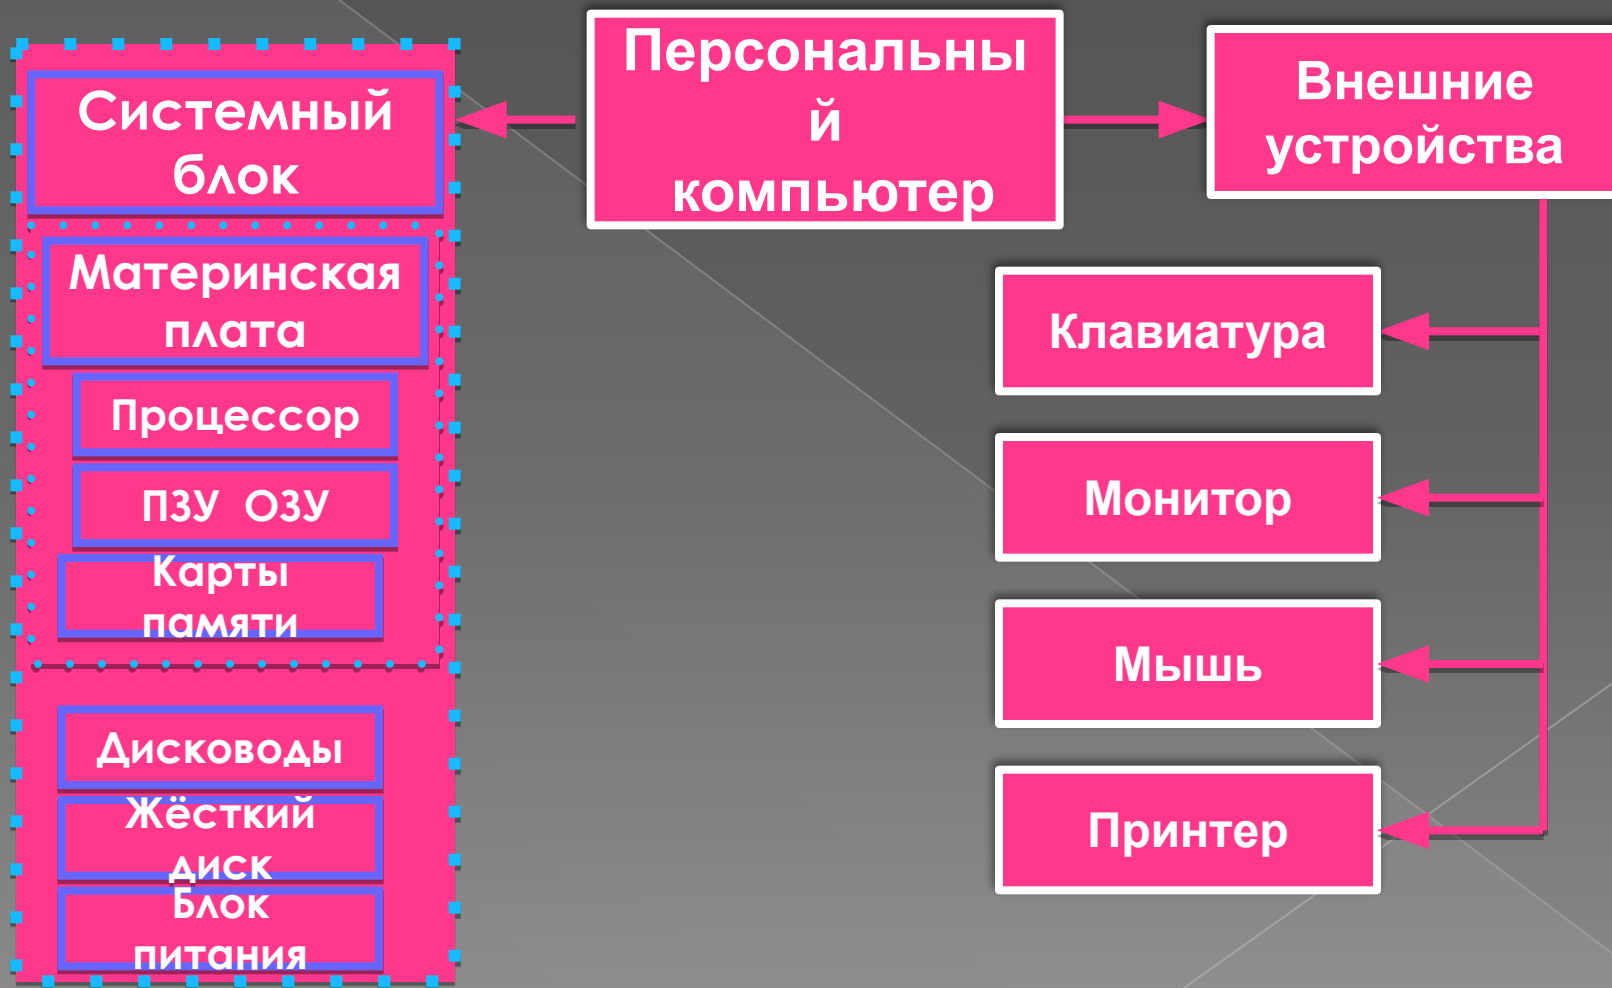 Системный
блок
Материнская
плата
Процессор
ПЗУ ОЗУ
Карты
памяти
Дисководы
Жёсткий
диск
Блок
питания
Персональны
й
компьютер
Внешние
устройства
Клавиатура
Монитор
Мышь
Принтер